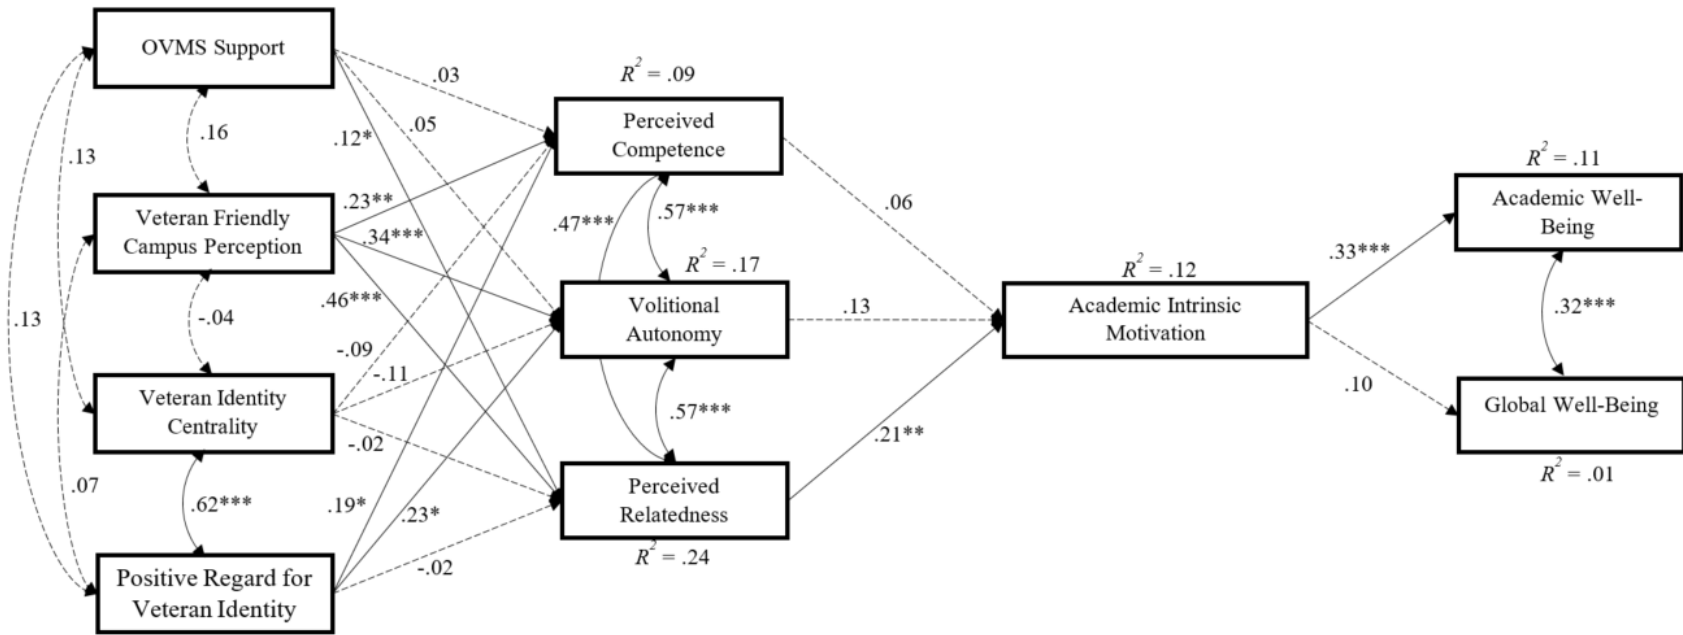 OVMS Support
.03
R² = .09
.16
.12*
.05
Perceived
Competence
.13
R² = .11
Veteran Friendly
Campus Perception
.23**
.34***
.47***
.57***
.06
Academic Well-
Being
.33***
R² = .17
R² = .12
.13
-.04
.46***
Volitional
Autonomy
.13
Academic Intrinsic
Motivation
.32***
-.09
-.11
.10
Veteran Identity
Centrality
.57***
Global Well-Being
-.02
.21**
R² = .01
.07
.62***
.19*
.23*
Perceived
Relatedness
R² = .24
-.02
Positive Regard for
Veteran Identity